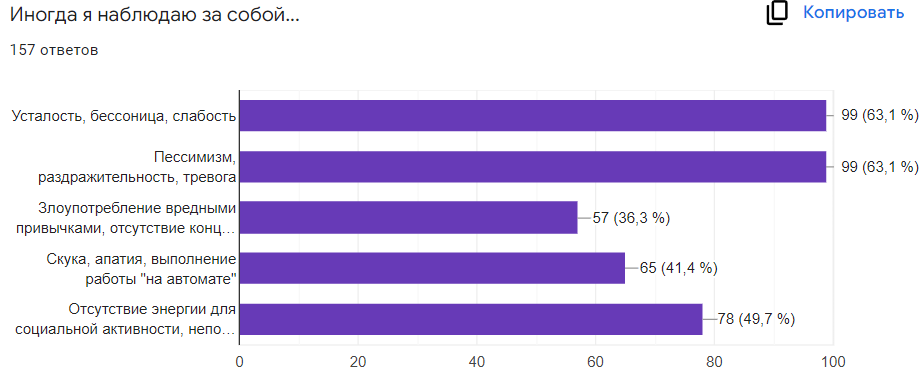 Иногда я наблюдаю за собой...
Копировать
157 ответов
Усталость, бессоница, слабость
99 (63,1 %)
Пессимизм,
раздражительность, тревога
99 (63,1 %)
Злоупотребление вредными
привычками, отсутствие конц…
57 (36,3 %)
Скука, апатия, выполнение
работы "на автомате"
65 (41,4 %)
Отсутствие энергии для
социальной активности, непо…
78 (49,7 %)
0 20 40 60 80 100